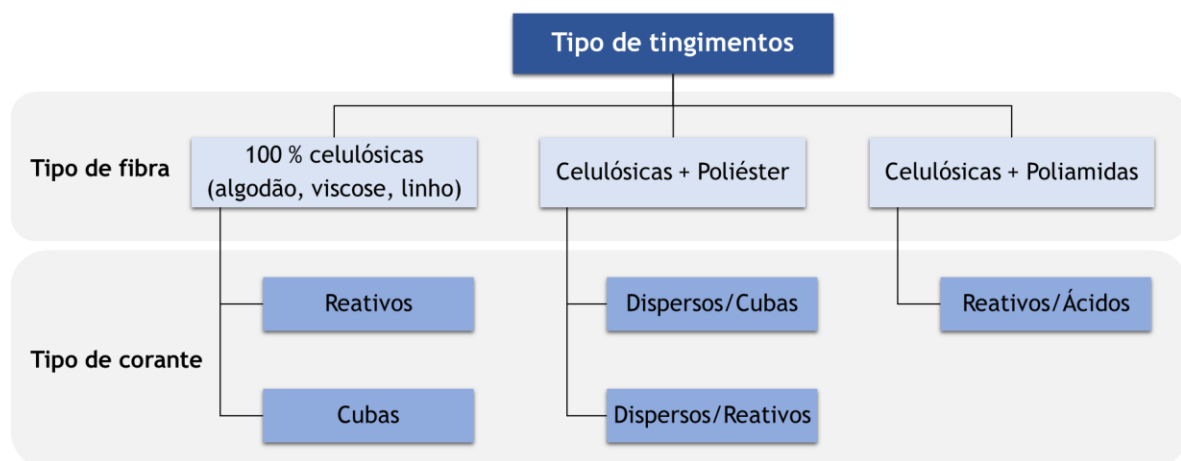 Tipo de tingimentos
Tipo de fibra
100 % celulósicas
(algodão, viscose, linho)
Celulósicas + Poliéster
Celulósicas + Poliamidas
Tipo de corante
Reativos
Dispersos/Cubas
Reativos/Ácidos
Cubas
Dispersos/Reativos